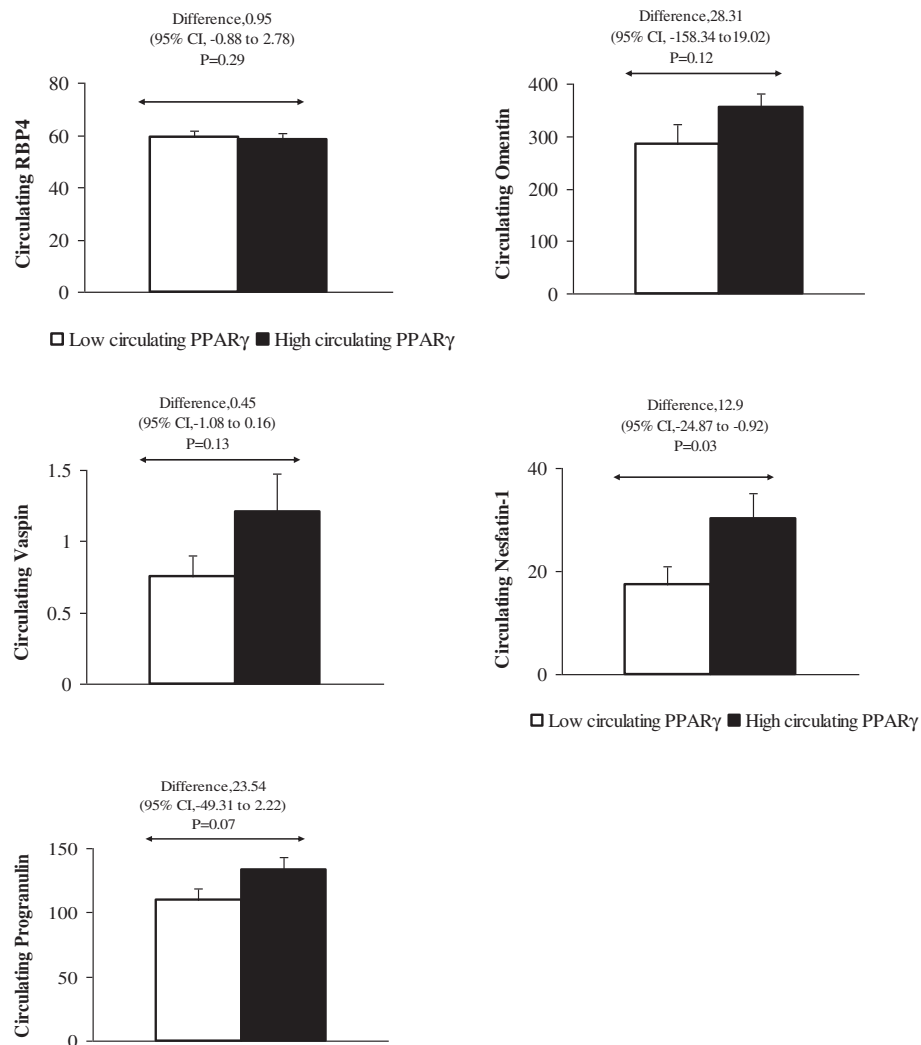 Difference,0.95
(95% CI, -0.88 to 2.78)
P=0.29
80
60
40
20
0
Circulating RBP4
Difference,28.31
(95% CI, -158.34 to19.02)
P=0.12
400
300
200
100
0
Circulating Omentin
Low circulating PPARγ High circulating PPARγ
Difference,0.45
(95% CI,-1.08 to 0.16)
P=0.13
1.5
1
0.5
0
Circulating Vaspin
Difference,12.9
(95% CI,-24.87 to -0.92)
P=0.03
40
20
0
Circulating Nesfatin-1
Low circulating PPARγ High circulating PPARγ
Difference,23.54
(95% CI,-49.31 to 2.22)
P=0.07
150
100
50
0
Circulating Progranulin